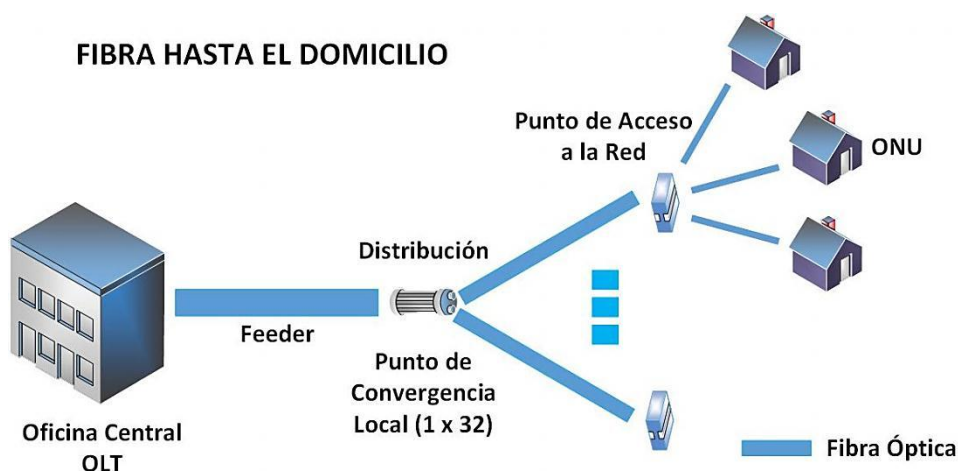 FIBRA HASTA EL DOMICILIO
Punto de Acceso
a la Red
ONU
Distribución
Feeder
Punto de
Convergencia
Local (1 x 32)
Oficina Central
OLT
Fibra Óptica